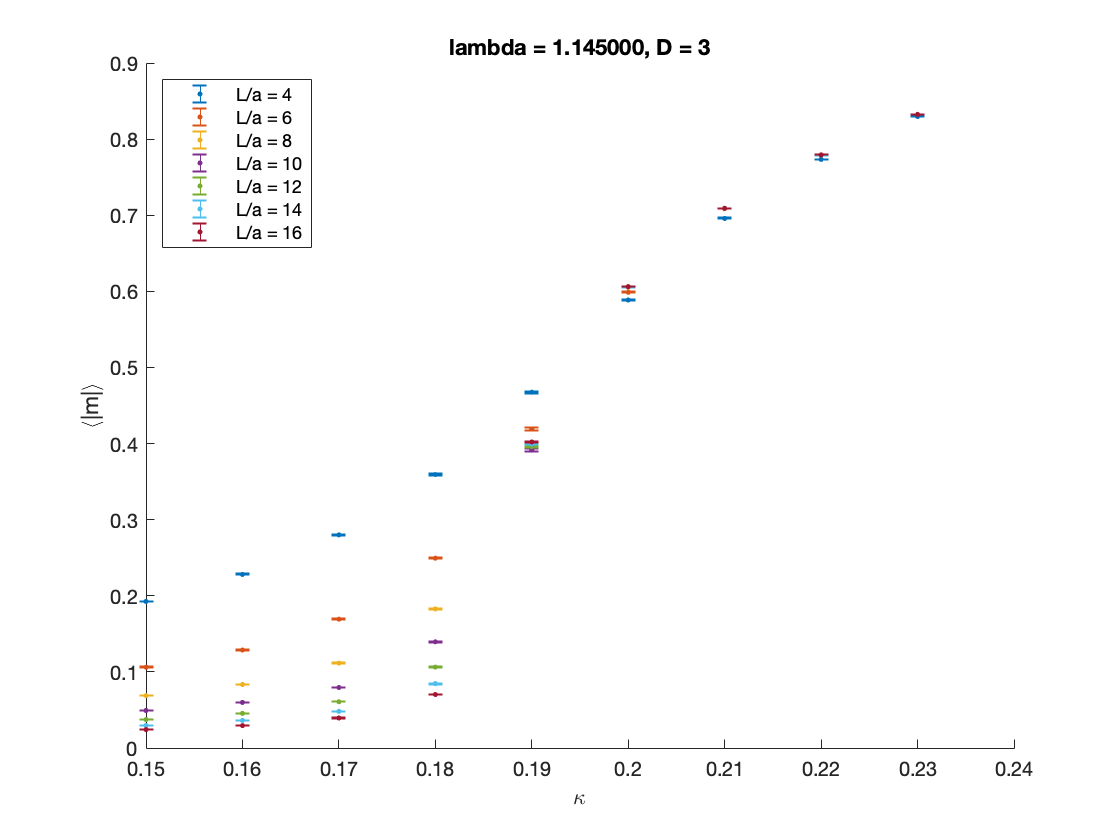 lambda = 1.145000, D = 3
0.9
0.8
0.7
0.6
0.5
0.4
0.3
0.2
0.1
0
⟨|m|⟩
L/a = 4
L/a = 6
L/a = 8
L/a = 10
L/a = 12
L/a = 14
L/a = 16
0.15 0.16 0.17 0.18 0.19 0.2 0.21 0.22 0.23 0.24
κ